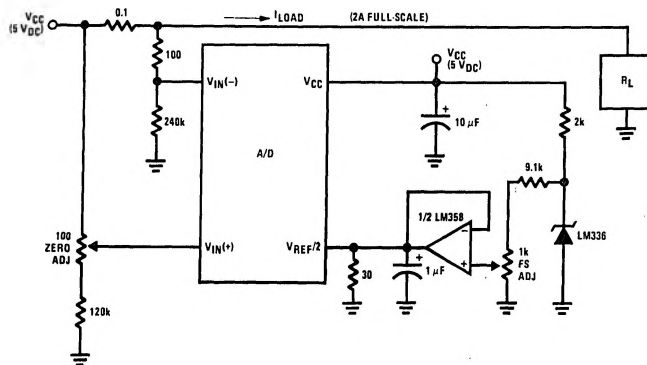 VCC
(5 VDC)
0.1
ILOAD
(2A FULL-SCALE)
100
VIN(−)
240k
A/D
VCC
VCC
(5 VDC)
10 μF
+
RL
2k
9.1k
LM336
1/2 LM358
−
+
1k
FS
ADJ
100
ZERO
ADJ
VIN(+)
VREF/2
30
+
1 μF
120k